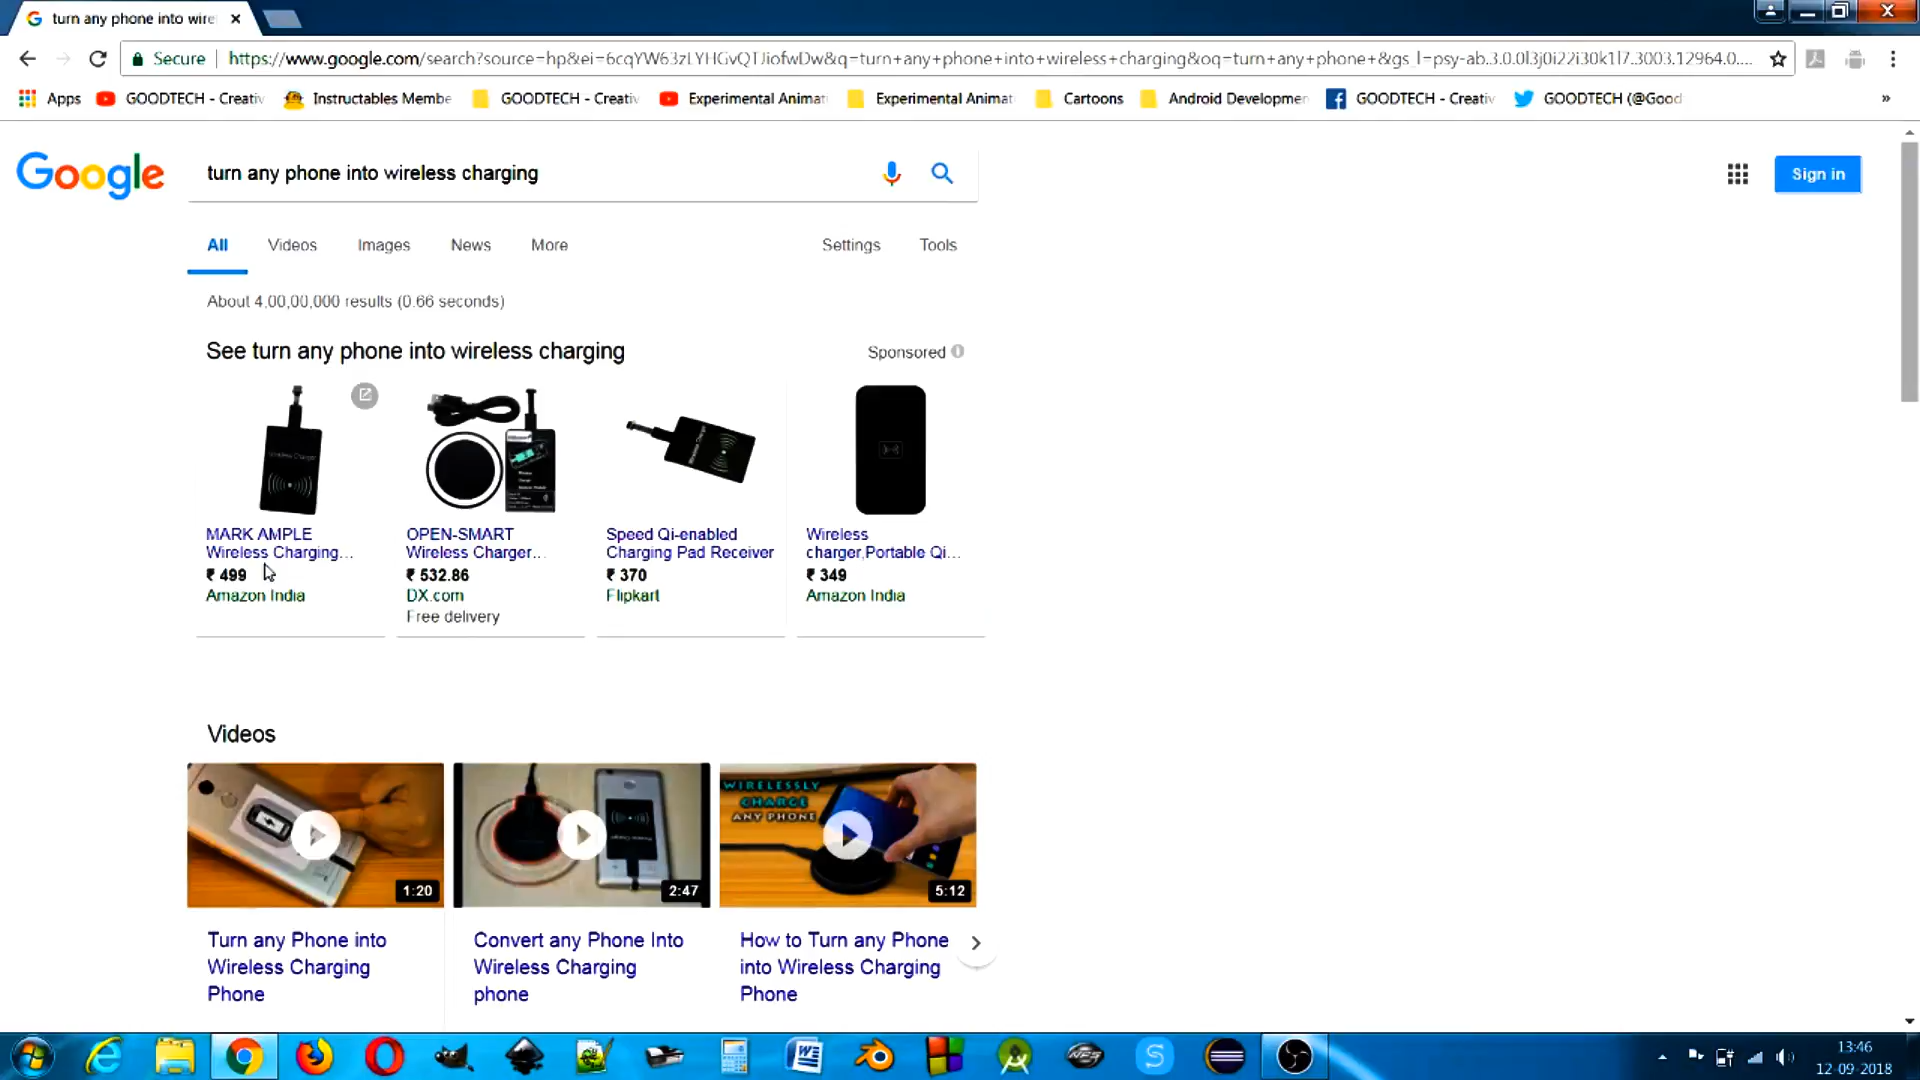 turn any phone into wire
Secure https://www.google.com/search?source=hp&ei=6cqYW63zLYHGvQTJiofwDw&q=turn+any+phone+into+wireless+charging&oq=turn+any+phone+&gs_l=psy-ab.3.0.0l3j0i22i30k1l7.3003.12964.0....
Apps GOODTECH - Creativ Instructables Membe GOODTECH - Creativ Experimental Animat Experimental Animat Cartoons Android Developmen GOODTECH - Creativ GOODTECH (@Good »
Google turn any phone into wireless charging Sign in
All Videos Images News More Settings Tools
About 4,00,00,000 results (0.66 seconds)
See turn any phone into wireless charging Sponsored
MARK AMPLE
Wireless Charging...
₹ 499
Amazon India
OPEN-SMART
Wireless Charger...
₹ 532.86
DX.com
Free delivery
Speed Qi-enabled
Charging Pad Receiver
₹ 370
Flipkart
Wireless
charger,Portable Qi...
₹ 349
Amazon India
Videos
1:20
Turn any Phone into
Wireless Charging
Phone
2:47
Convert any Phone Into
Wireless Charging
phone
WIRELESSLY
CHARGE
ANY PHONE
5:12
How to Turn any Phone
into Wireless Charging
Phone
13:46
12-09-2018